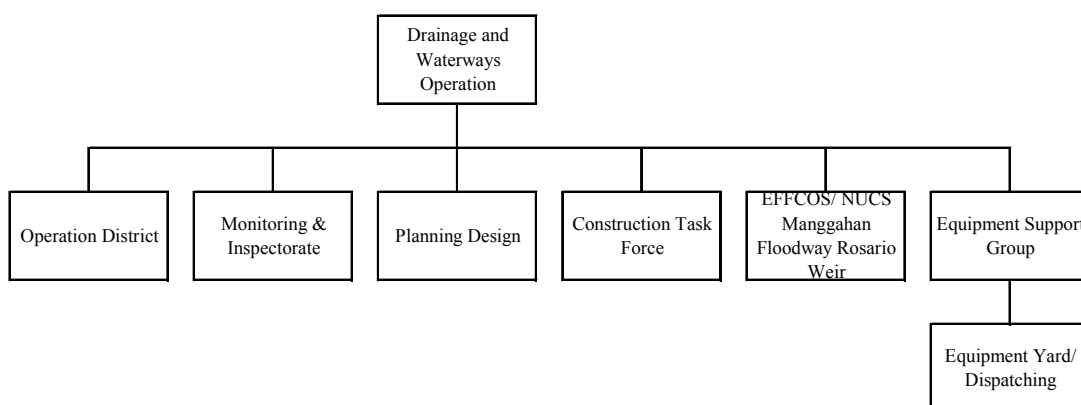 Drainage and
Waterways
Operation
Operation District
Monitoring &
Inspectorate
Planning Design
Construction Task
Force
EFFCOS/ NUCS
Manggahan
Floodway Rosario
Weir
Equipment Support
Group
Equipment Yard/
Dispatching